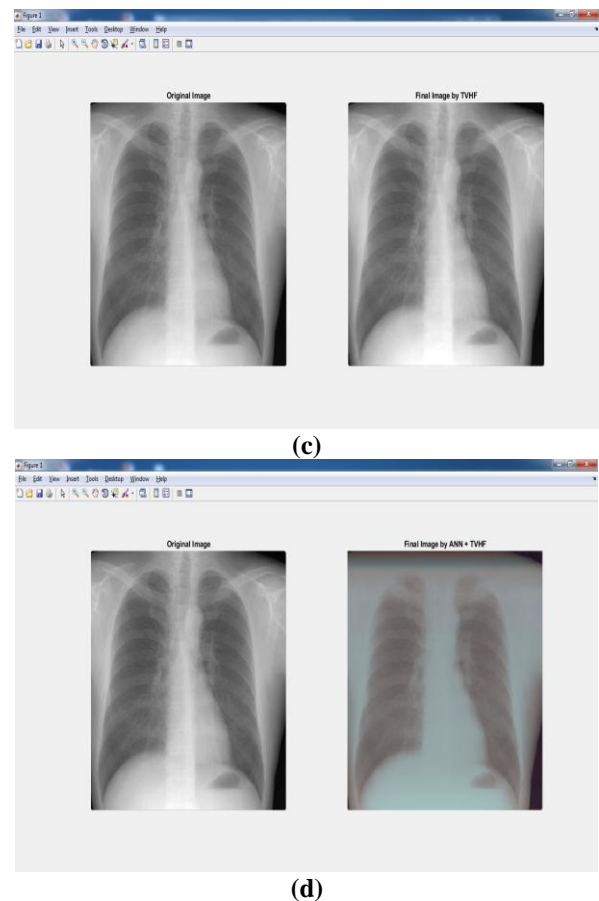 Figure 1
File Edit View Insert Tools Desktop Window Help
Original Image Final Image by TVHF
(c)
Figure 1
File Edit View Insert Tools Desktop Window Help
Original Image Final Image by ANN + TVHF
(d)